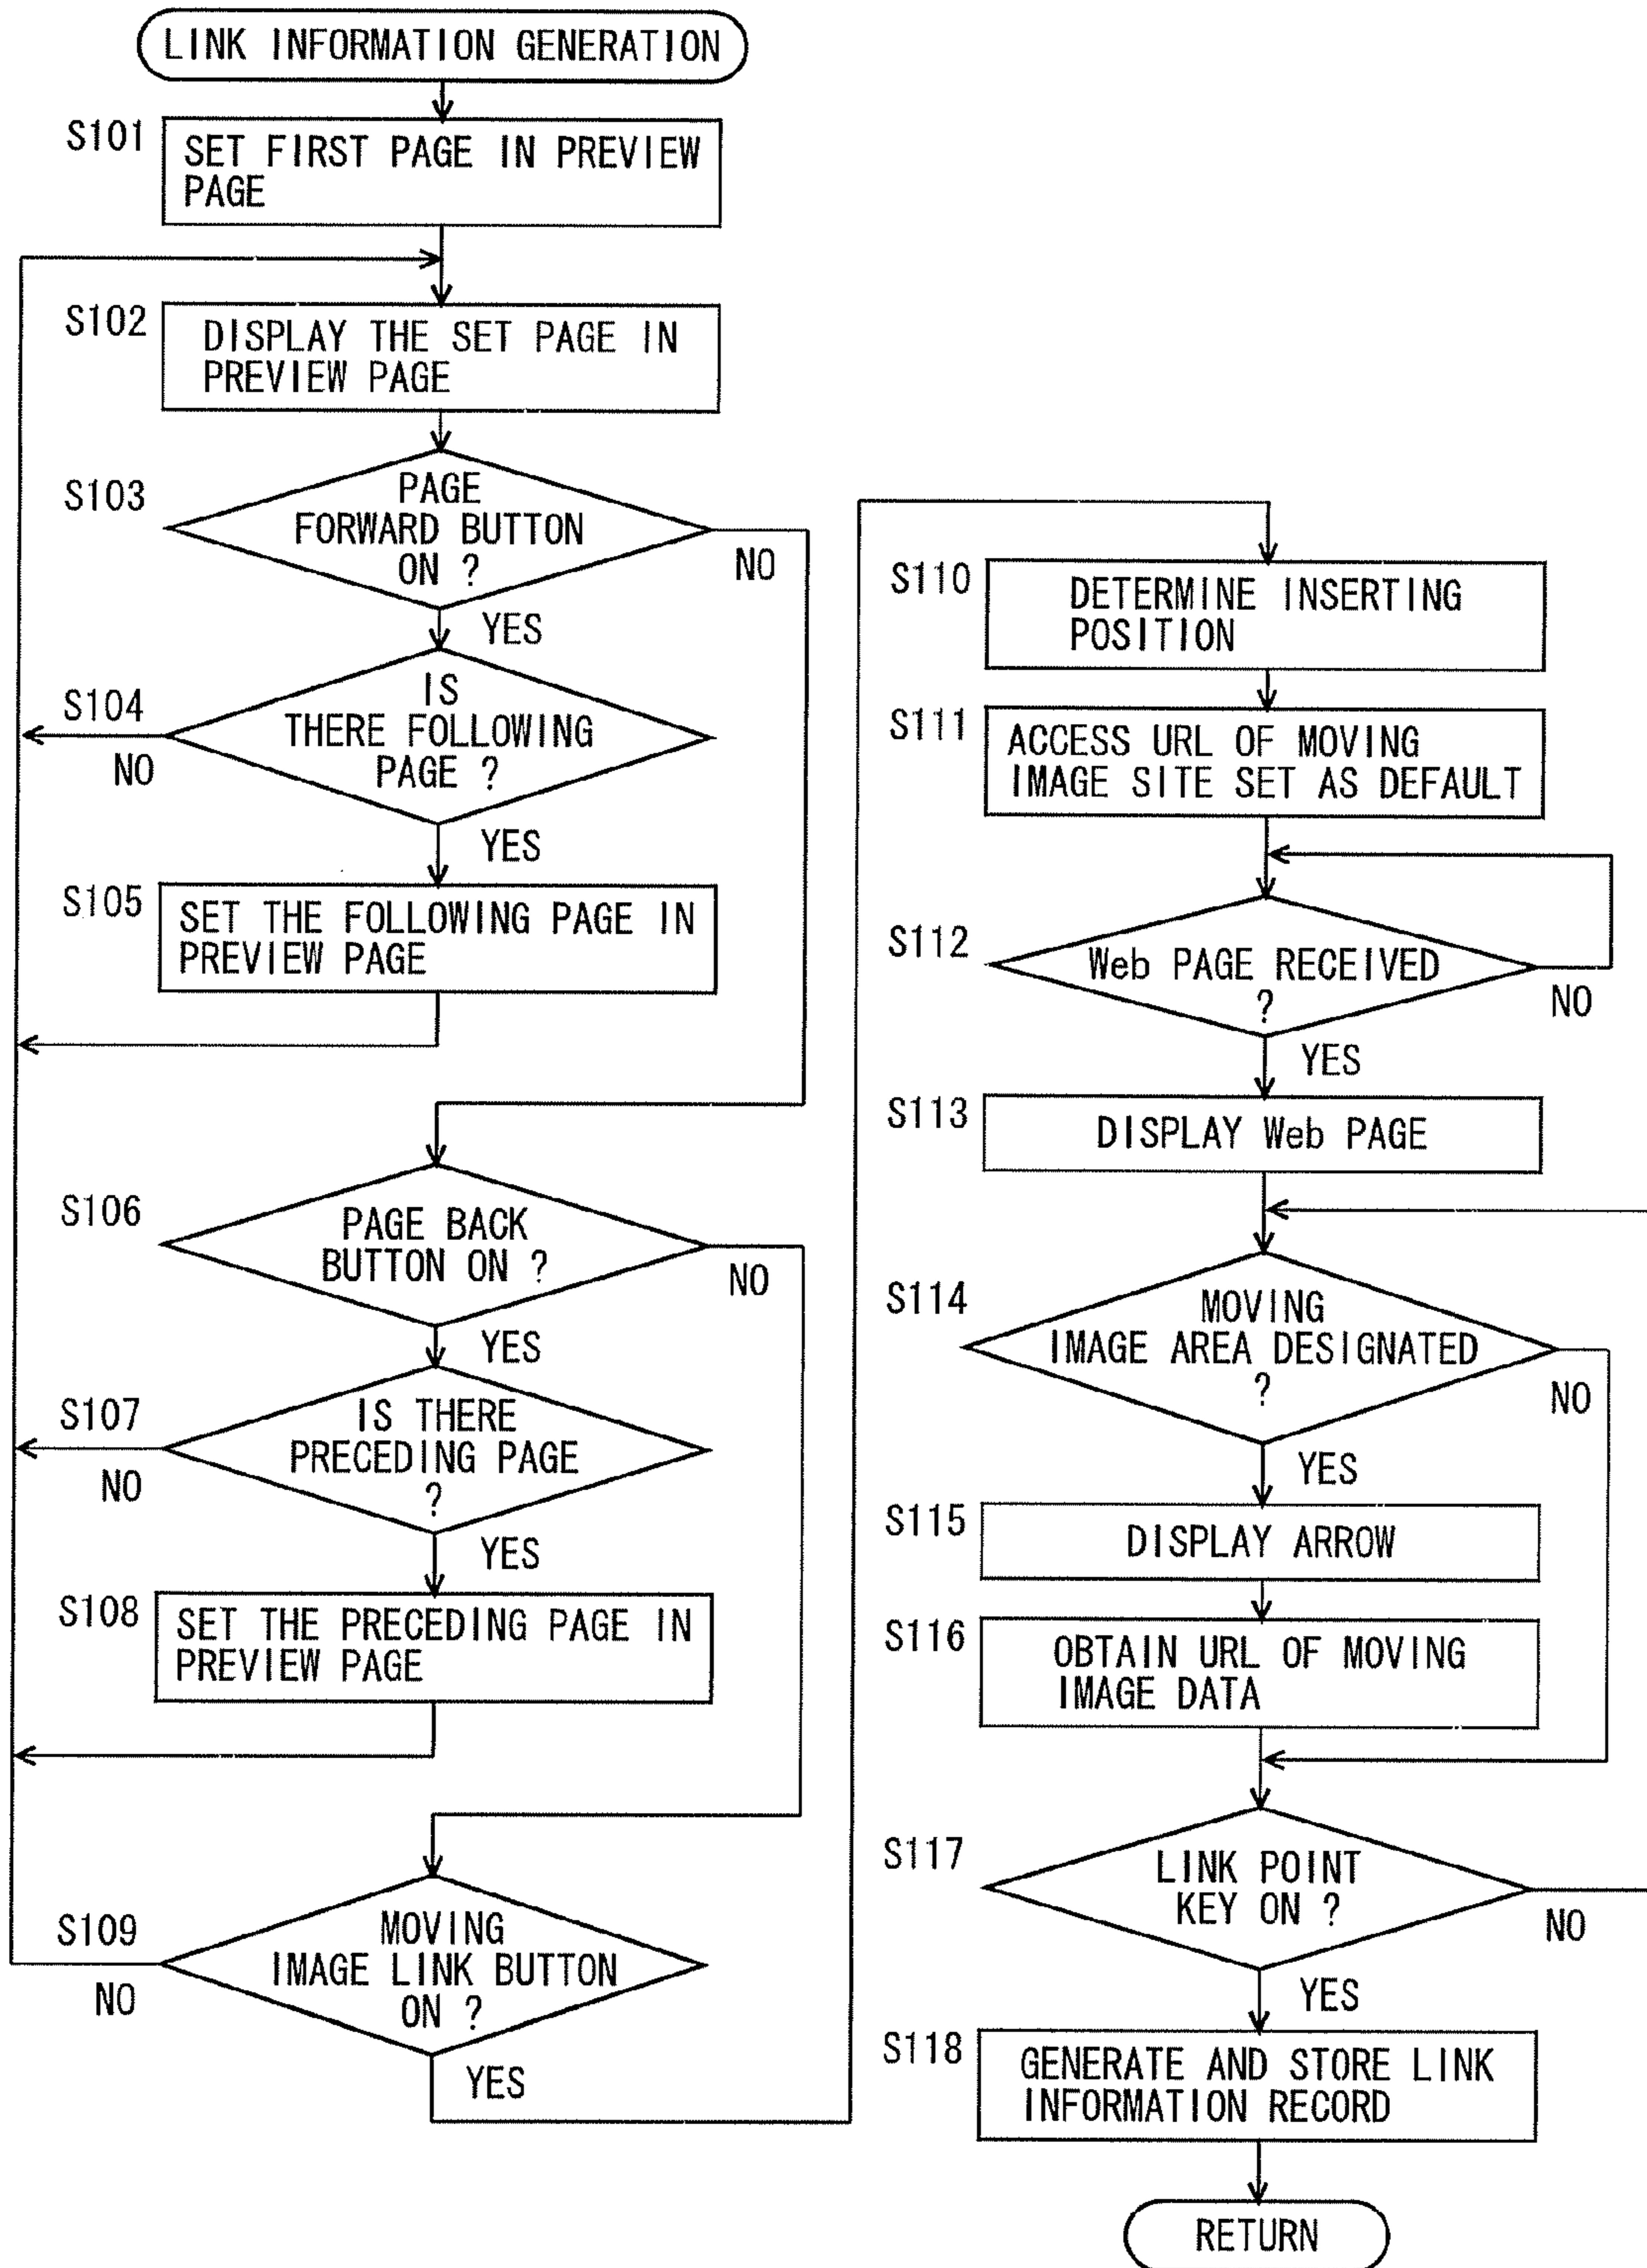 LINK INFORMATION GENERATION
S101
SET FIRST PAGE IN PREVIEW
PAGE
S102
DISPLAY THE SET PAGE IN
PREVIEW PAGE
S103
PAGE
FORWARD BUTTON
ON ?
NO
YES
S104
IS
THERE FOLLOWING
PAGE ?
NO
YES
S105
SET THE FOLLOWING PAGE IN
PREVIEW PAGE
S106
PAGE BACK
BUTTON ON ?
NO
YES
S107
IS THERE
PRECEDING PAGE
?
NO
YES
S108
SET THE PRECEDING PAGE IN
PREVIEW PAGE
S109
MOVING
IMAGE LINK BUTTON
ON ?
NO
YES
S110
DETERMINE INSERTING
POSITION
S111
ACCESS URL OF MOVING
IMAGE SITE SET AS DEFAULT
S112
Web PAGE RECEIVED
?
NO
YES
S113
DISPLAY Web PAGE
S114
MOVING
IMAGE AREA DESIGNATED
?
NO
YES
S115
DISPLAY ARROW
S116
OBTAIN URL OF MOVING
IMAGE DATA
S117
LINK POINT
KEY ON ?
NO
YES
S118
GENERATE AND STORE LINK
INFORMATION RECORD
RETURN